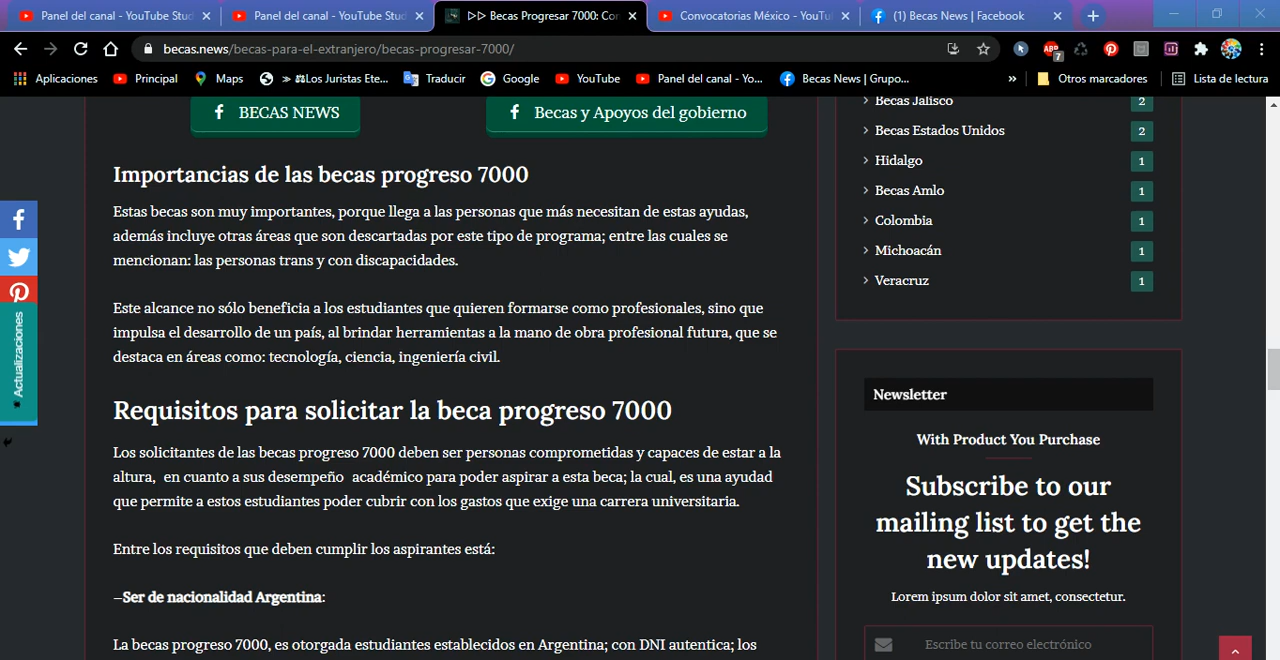 Panel del canal - YouTube Stud
Panel del canal - YouTube Stud
▷▷ Becas Progresar 7000: Cor
Convocatorias México - YouTu
(1) Becas News | Facebook
becas.news/becas-para-el-extranjero/becas-progresar-7000/
ABP
7
Aplicaciones
Principal
Maps
» ⚖Los Juristas Ete...
Traducir
Google
YouTube
Panel del canal - Yo...
Becas News | Grupo...
»
Otros marcadores
Lista de lectura
BECAS NEWS
Becas y Apoyos del gobierno
Importancias de las becas progreso 7000
Estas becas son muy importantes, porque llega a las personas que más necesitan de estas ayudas,
además incluye otras áreas que son descartadas por este tipo de programa; entre las cuales se
mencionan: las personas trans y con discapacidades.
Este alcance no sólo beneficia a los estudiantes que quieren formarse como profesionales, sino que
impulsa el desarrollo de un país, al brindar herramientas a la mano de obra profesional futura, que se
destaca en áreas como: tecnología, ciencia, ingeniería civil.
Requisitos para solicitar la beca progreso 7000
Los solicitantes de las becas progreso 7000 deben ser personas comprometidas y capaces de estar a la
altura, en cuanto a sus desempeño académico para poder aspirar a esta beca; la cual, es una ayudad
que permite a estos estudiantes poder cubrir con los gastos que exige una carrera universitaria.
Entre los requisitos que deben cumplir los aspirantes está:
–Ser de nacionalidad Argentina:
La becas progreso 7000, es otorgada estudiantes establecidos en Argentina; con DNI autentica; los
Actualizaciones
Becas Jalisco 2
Becas Estados Unidos 2
Hidalgo 1
Becas Amlo 1
Colombia 1
Michoacán 1
Veracruz 1
Newsletter
With Product You Purchase
Subscribe to our
mailing list to get the
new updates!
Lorem ipsum dolor sit amet, consectetur.
Escribe tu correo electrónico